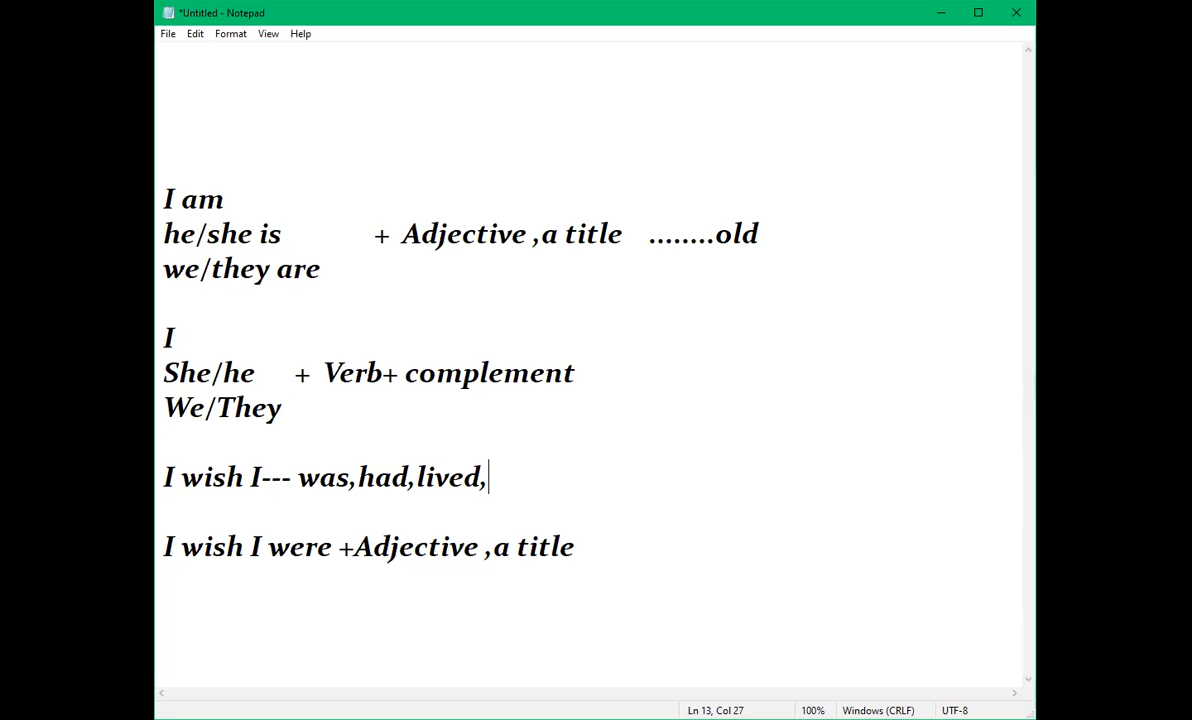 *Untitled - Notepad
File Edit Format View Help
I am
he/she is + Adjective ,a title ........old
we/they are
I
She/he + Verb+ complement
We/They
I wish I--- was,had,lived,
I wish I were +Adjective ,a title
Ln 13, Col 27 100% Windows (CRLF) UTF-8